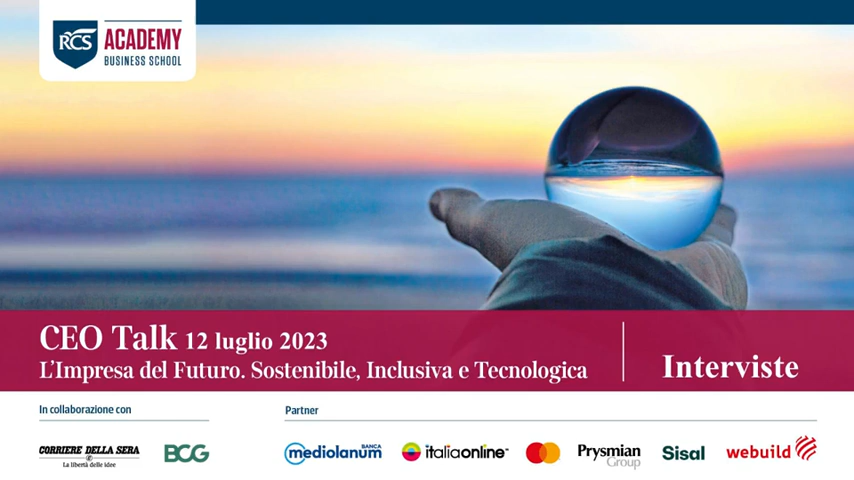 RCS ACADEMY
BUSINESS SCHOOL
CEO Talk 12 luglio 2023
L'Impresa del Futuro. Sostenibile, Inclusiva e Tecnologica
Interviste
In collaborazione con
Partner
CORRIERE DELLA SERA
La libertà delle idee
BCG
mediolanum
BANCA
italiaonline
Prysmian
Group
Sisal
webuild